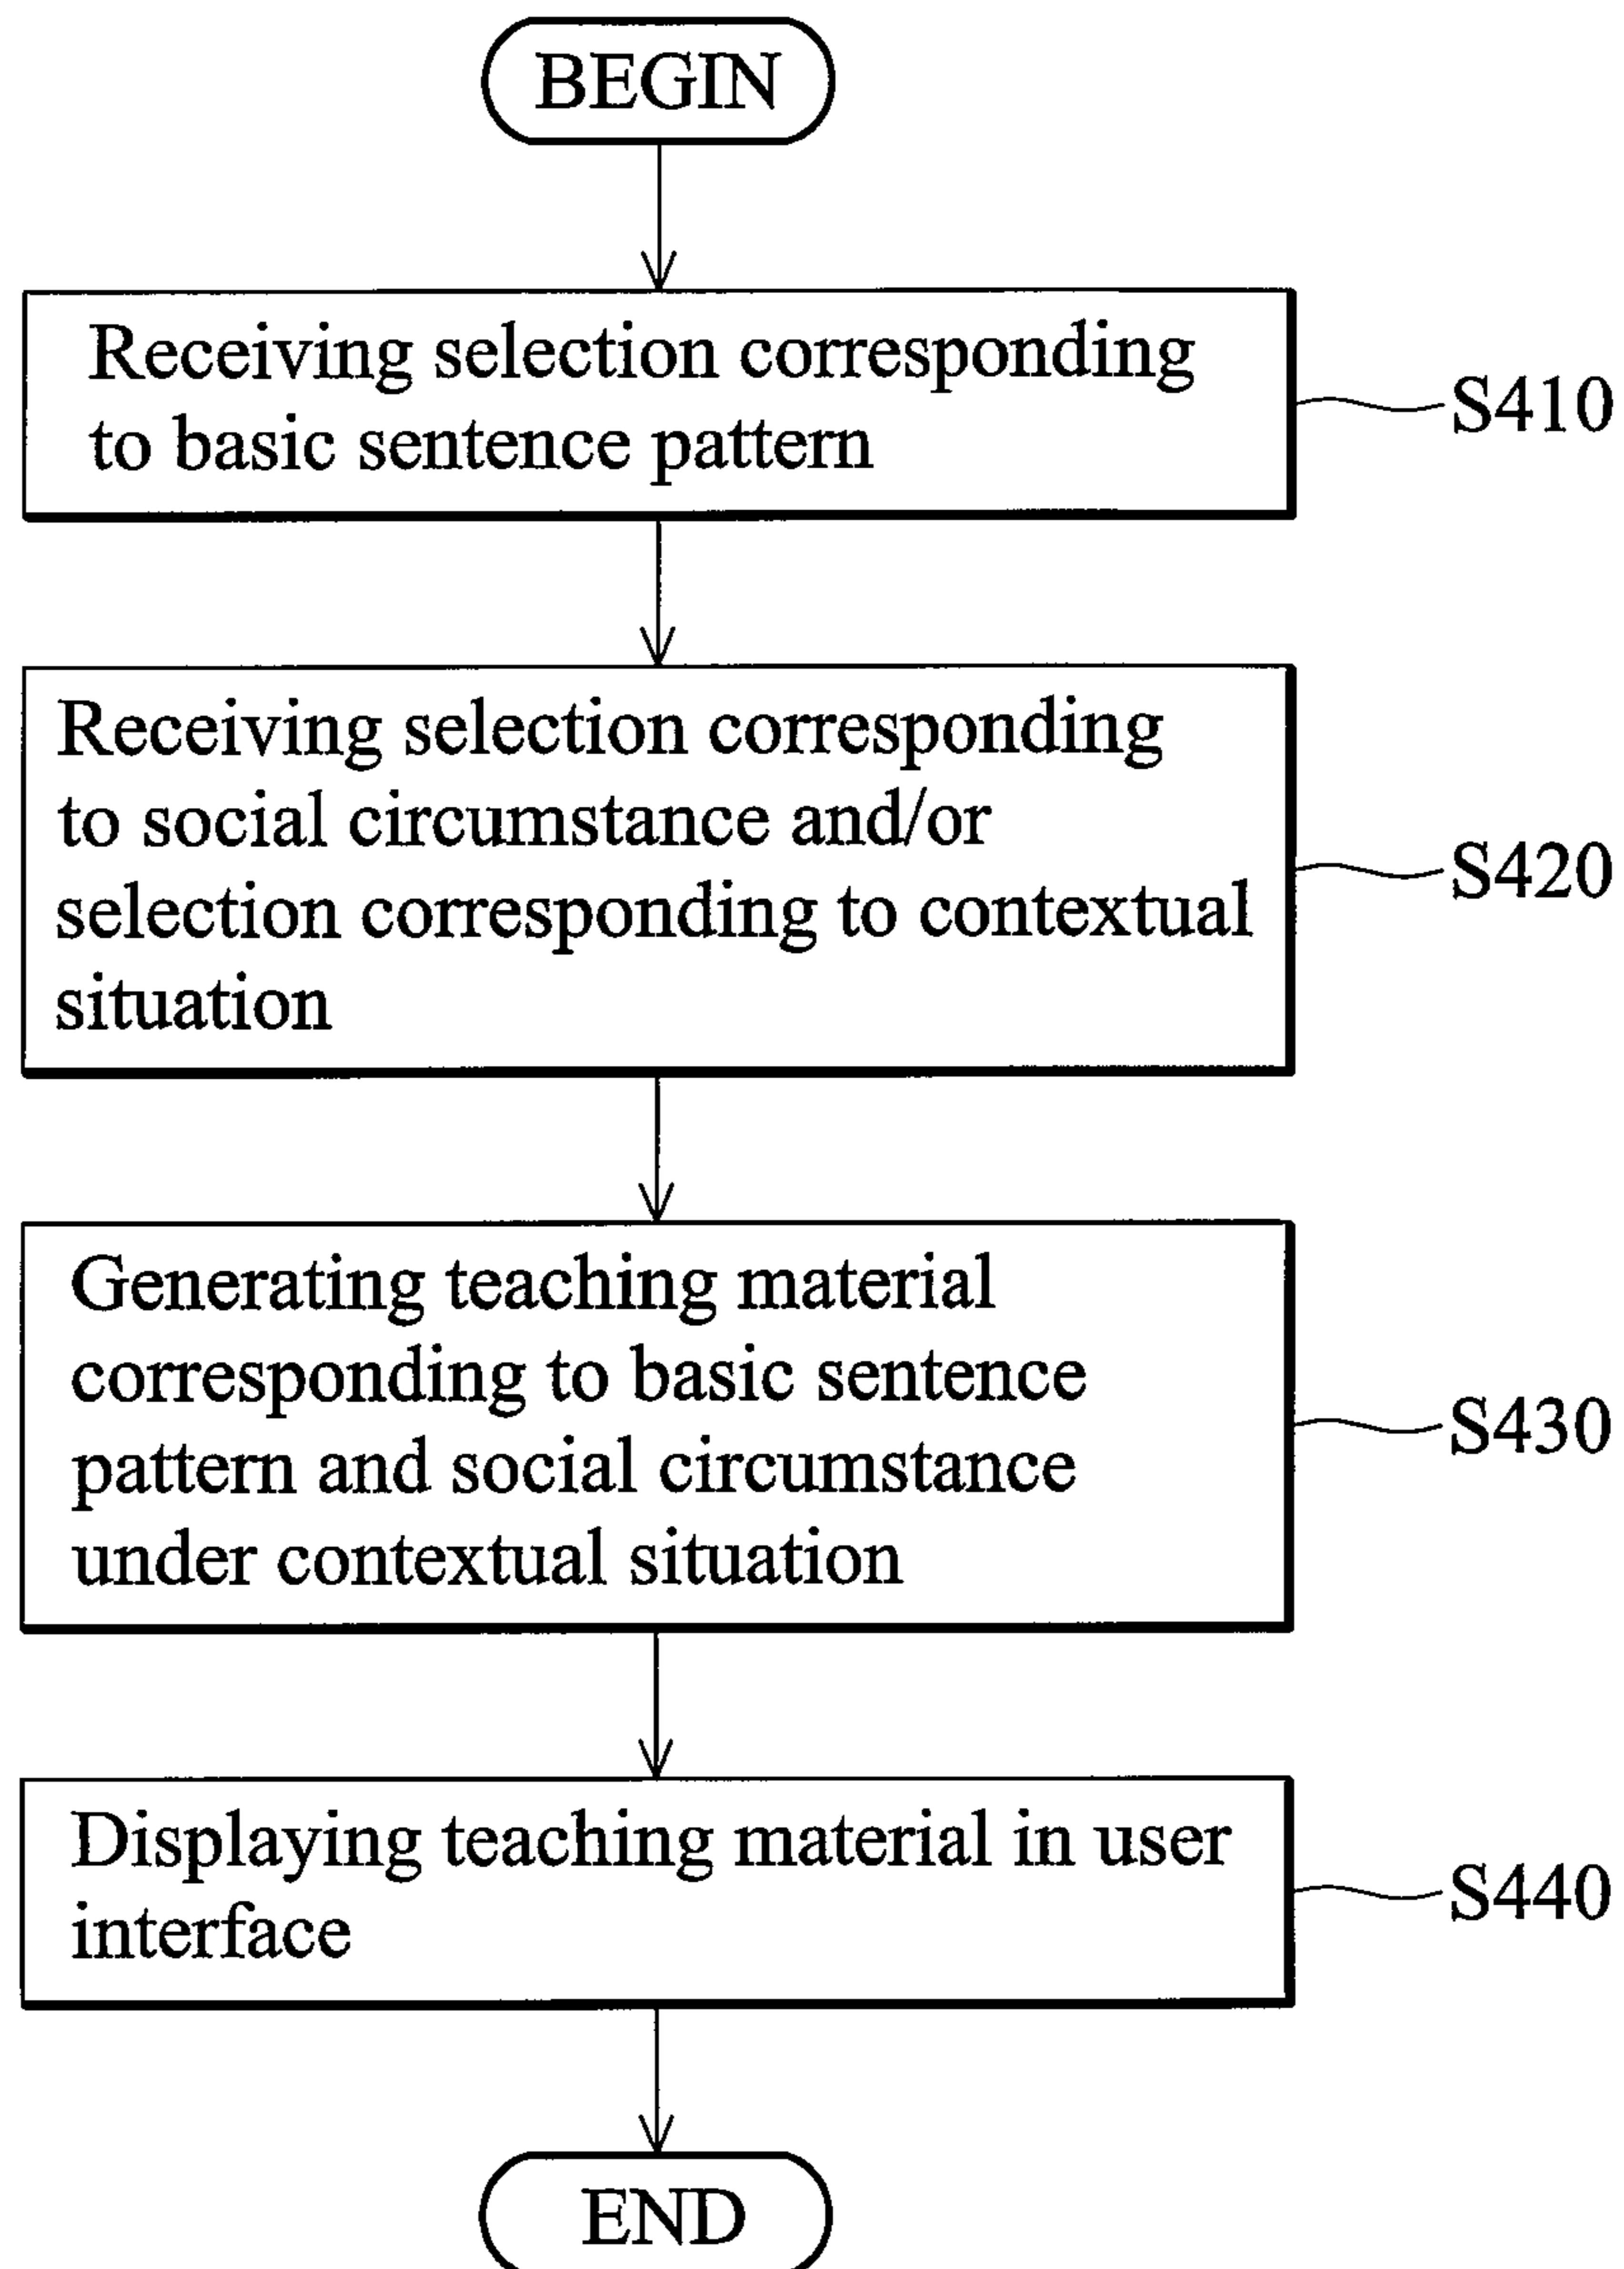 BEGIN
Receiving selection corresponding
to basic sentence pattern
S410
Receiving selection corresponding
to social circumstance and/or
selection corresponding to contextual
situation
S420
Generating teaching material
corresponding to basic sentence
pattern and social circumstance
under contextual situation
S430
Displaying teaching material in user
interface
S440
END